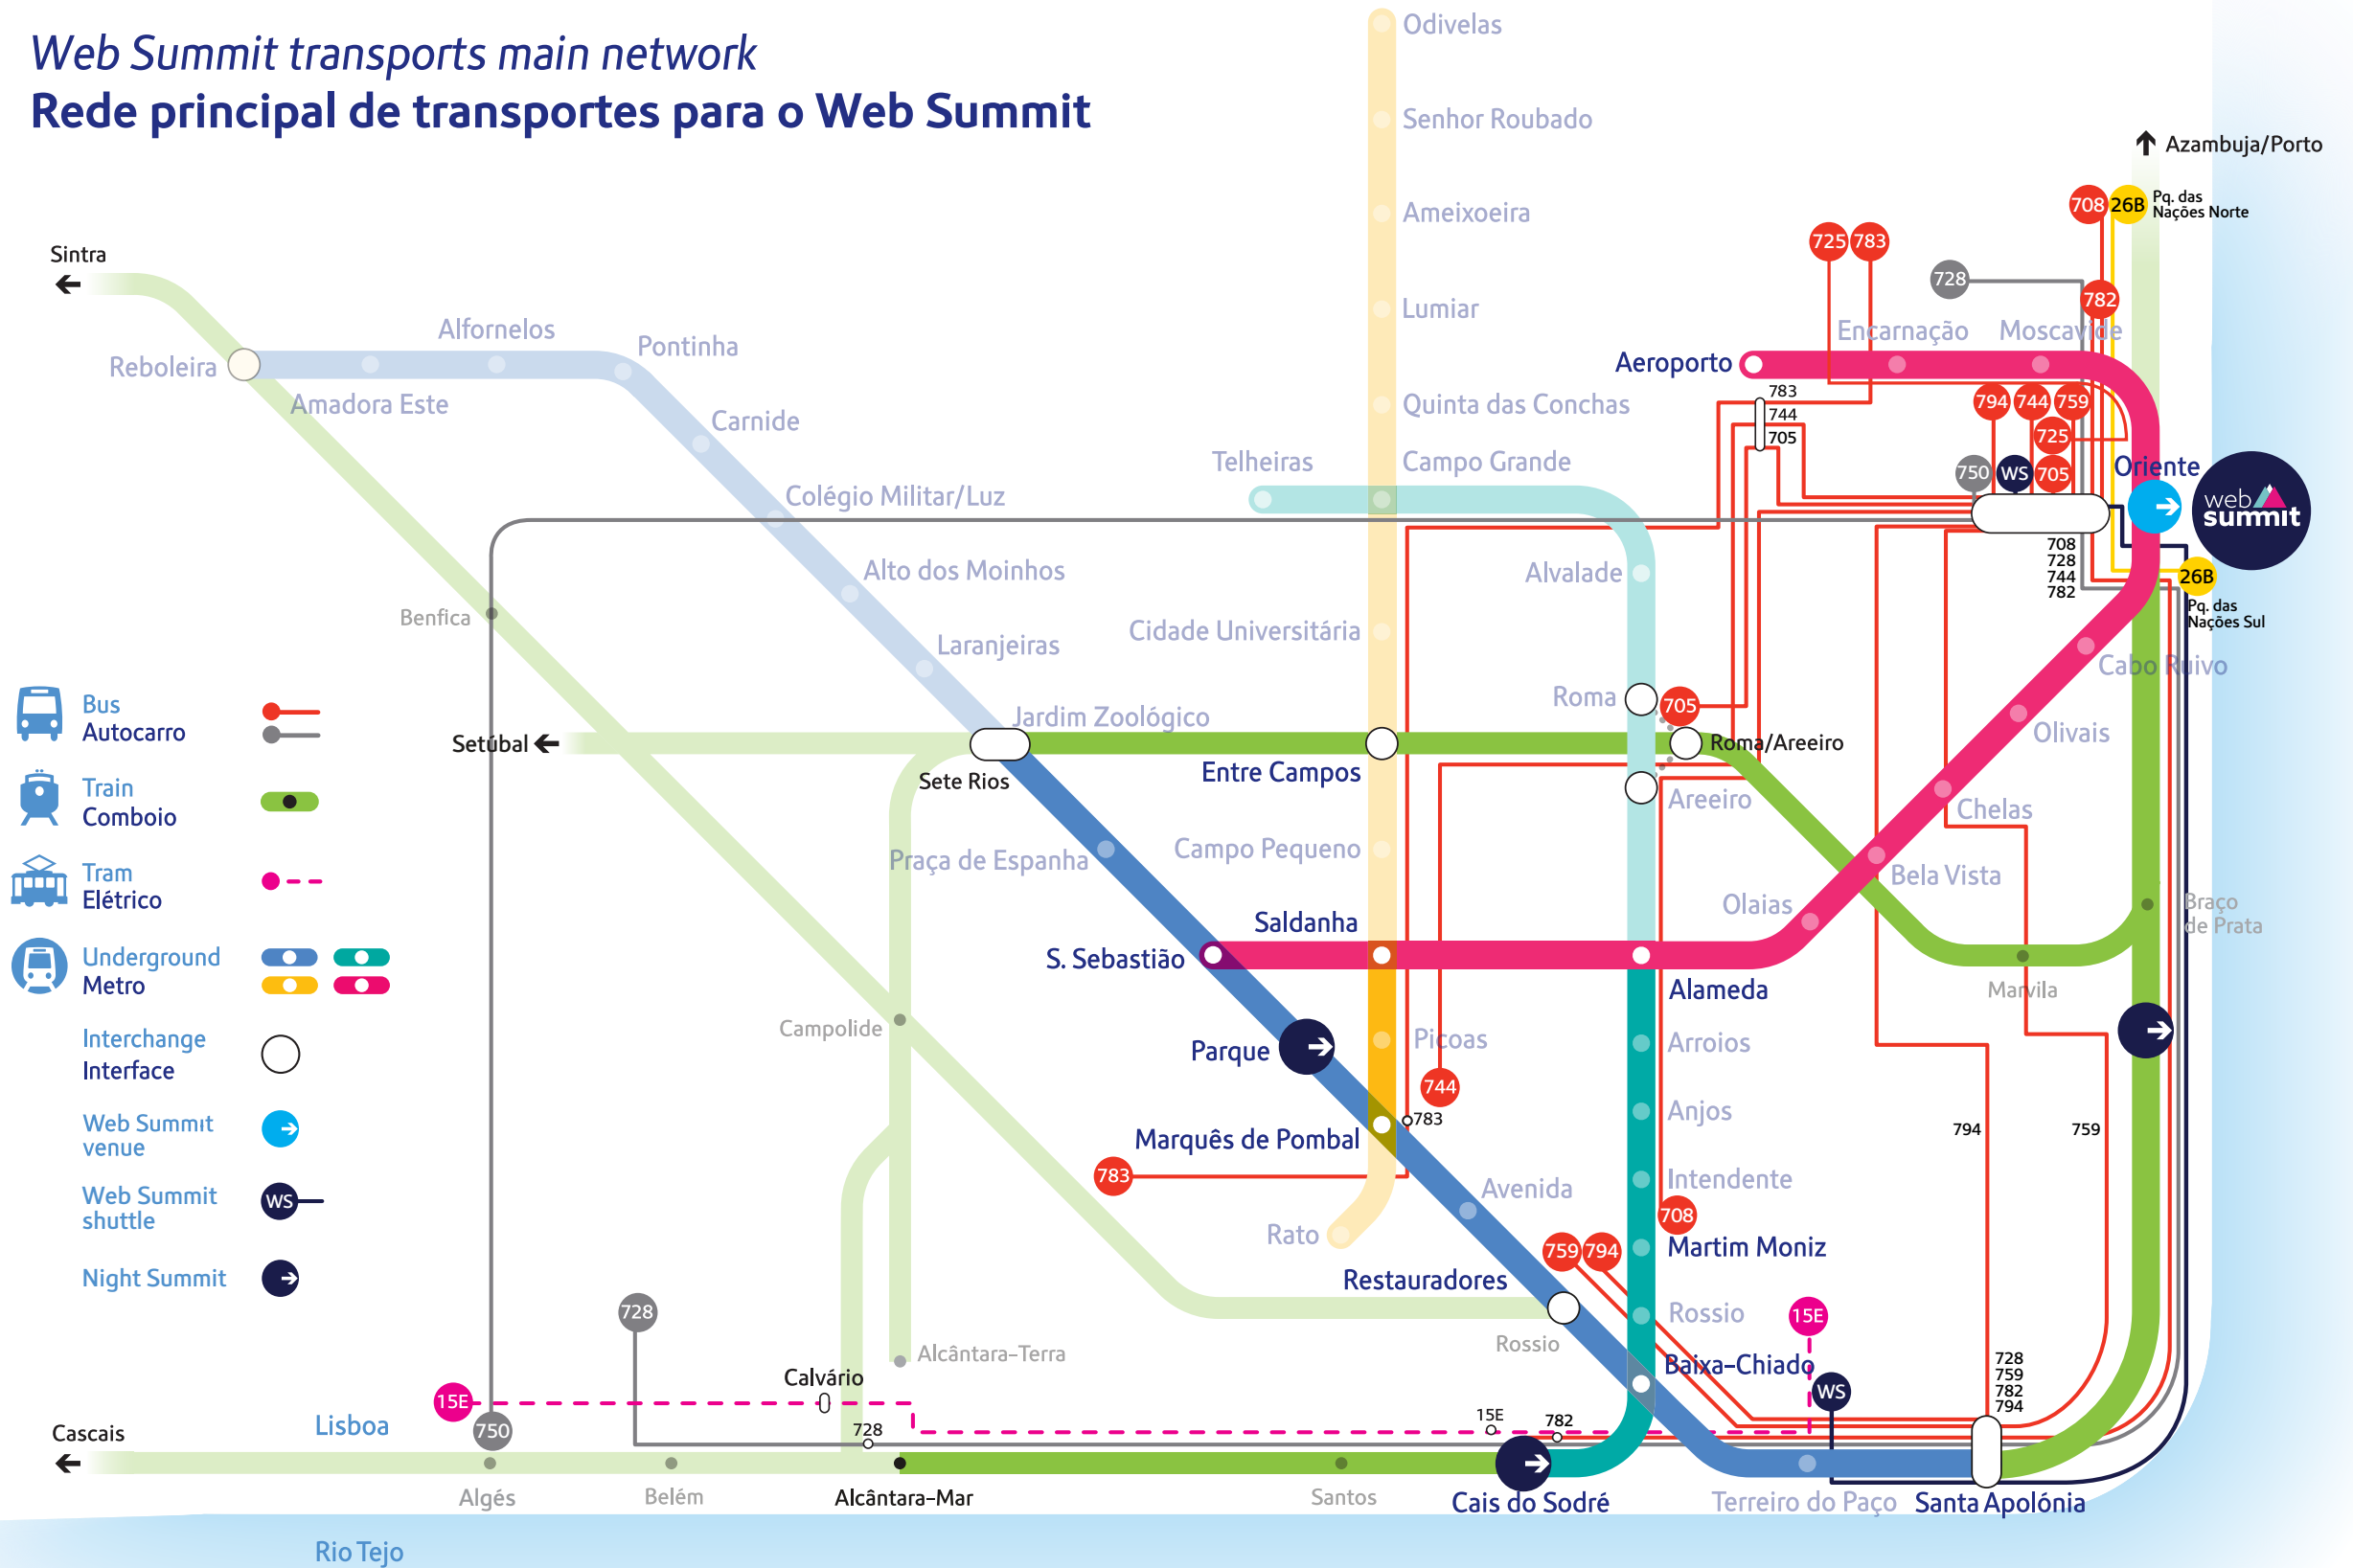 Web Summit transports main network
Rede principal de transportes para o Web Summit
Odivelas
Senhor Roubado
Azambuja/Porto
708
26B
Pq. das
Nações Norte
Ameixoeira
725
783
Sintra
728
782
Lumiar
Alfornelos
Pontinha
Encarnação
Moscavide
Reboleira
Aeroporto
Amadora Este
Carnide
Quinta das Conchas
783
744
705
794
744
759
725
Telheiras
Campo Grande
750
WS
705
Oriente
Colégio Militar/Luz
web
summit
708
728
744
782
Alto dos Moinhos
Alvalade
26B
Pq. das
Nações Sul
Benfica
Cidade Universitária
Laranjeiras
Cabo Ruivo
Bus
Autocarro
Roma
705
Jardim Zoológico
Olivais
Setúbal
Roma/Areeiro
Sete Rios
Entre Campos
Train
Comboio
Areeiro
Chelas
Praça de Espanha
Campo Pequeno
Tram
Elétrico
Bela Vista
Olaias
Braço
de Prata
Saldanha
S. Sebastião
Underground
Metro
Alameda
Marvila
Campolide
Interchange
Interface
Parque
Picoas
Arroios
744
783
Anjos
Web Summit
venue
Marquês de Pombal
794
759
783
Intendente
Avenida
Web Summit
shuttle
WS
708
Rato
759
794
Martim Moniz
Night Summit
Restauradores
728
Rossio
15E
Rossio
Alcântara-Terra
Baixa-Chiado
728
759
782
794
Calvário
WS
15E
750
Lisboa
728
15E
782
Cascais
Algés
Belém
Alcântara-Mar
Santos
Cais do Sodré
Terreiro do Paço
Santa Apolónia
Rio Tejo